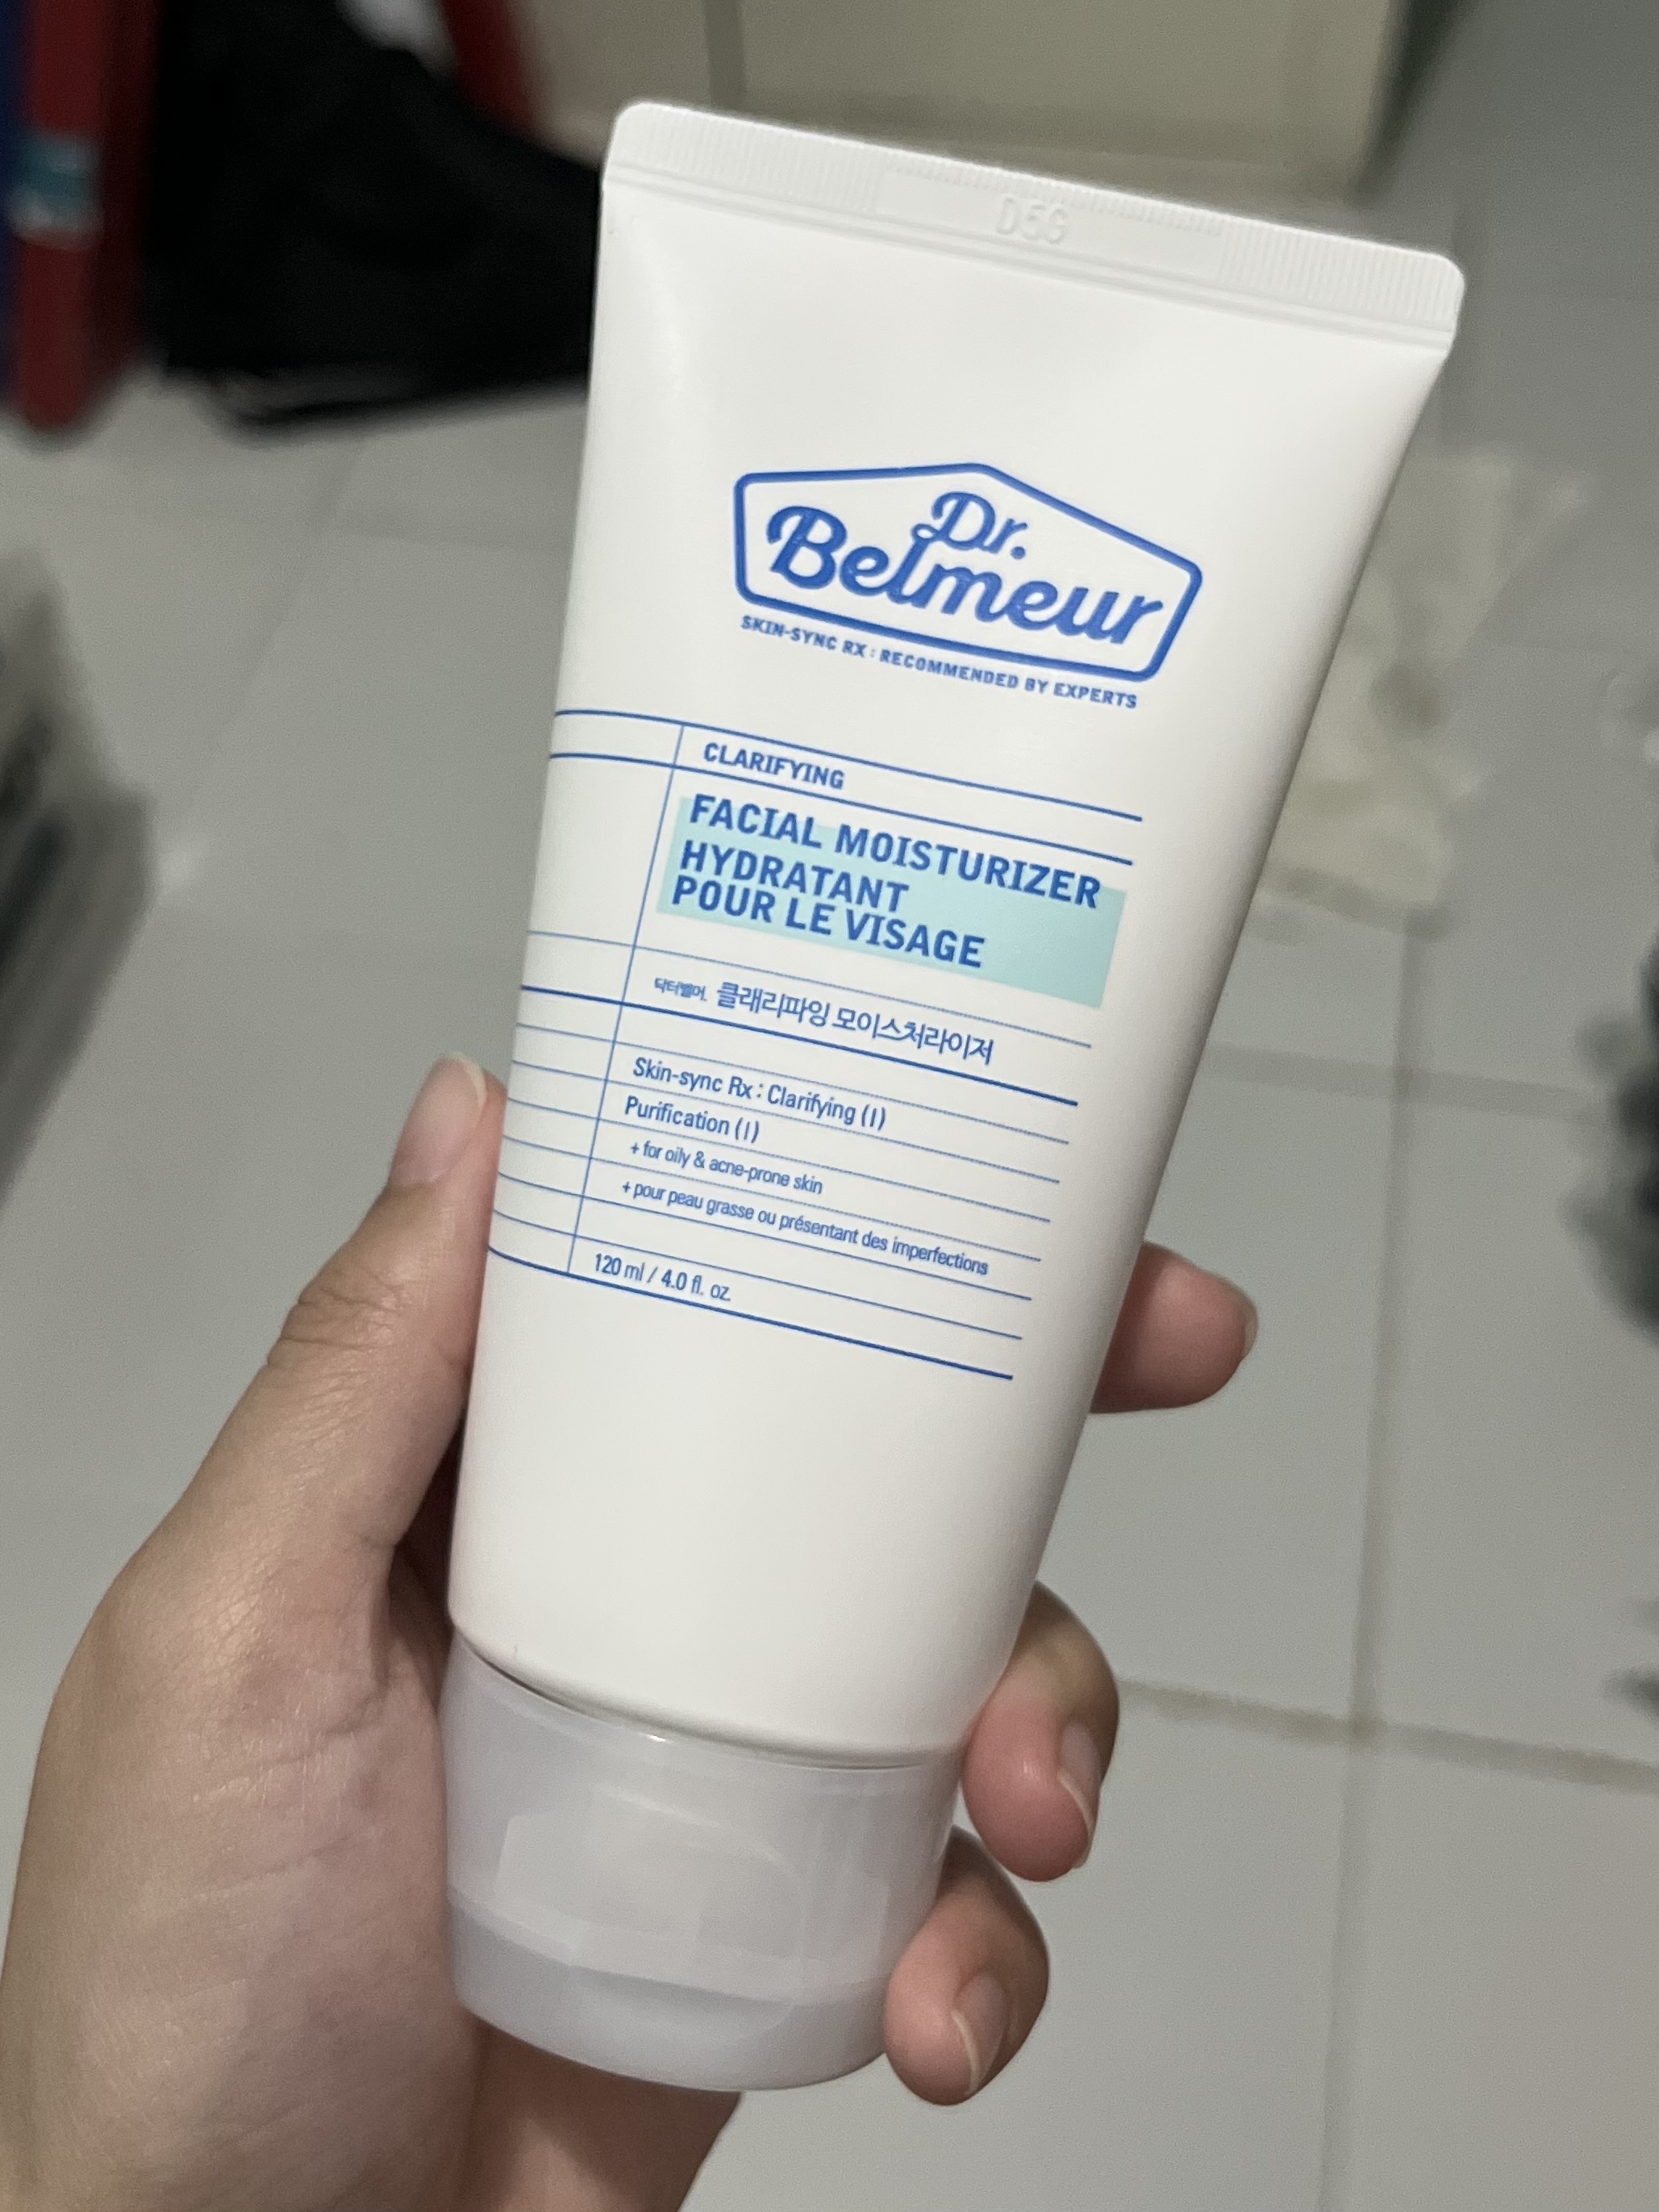 D5G
Dr.
Belmeur
SKIN-SYNC RX : RECOMMENDED BY EXPERTS
CLARIFYING
FACIAL MOISTURIZER
HYDRATANT
POUR LE VISAGE
닥터벨머. 클래리파잉 모이스처라이저
Skin-sync Rx : Clarifying (I)
Purification (I)
+ for oily & acne-prone skin
+ pour peau grasse ou présentant des imperfections
120 ml / 4.0 fl. oz.